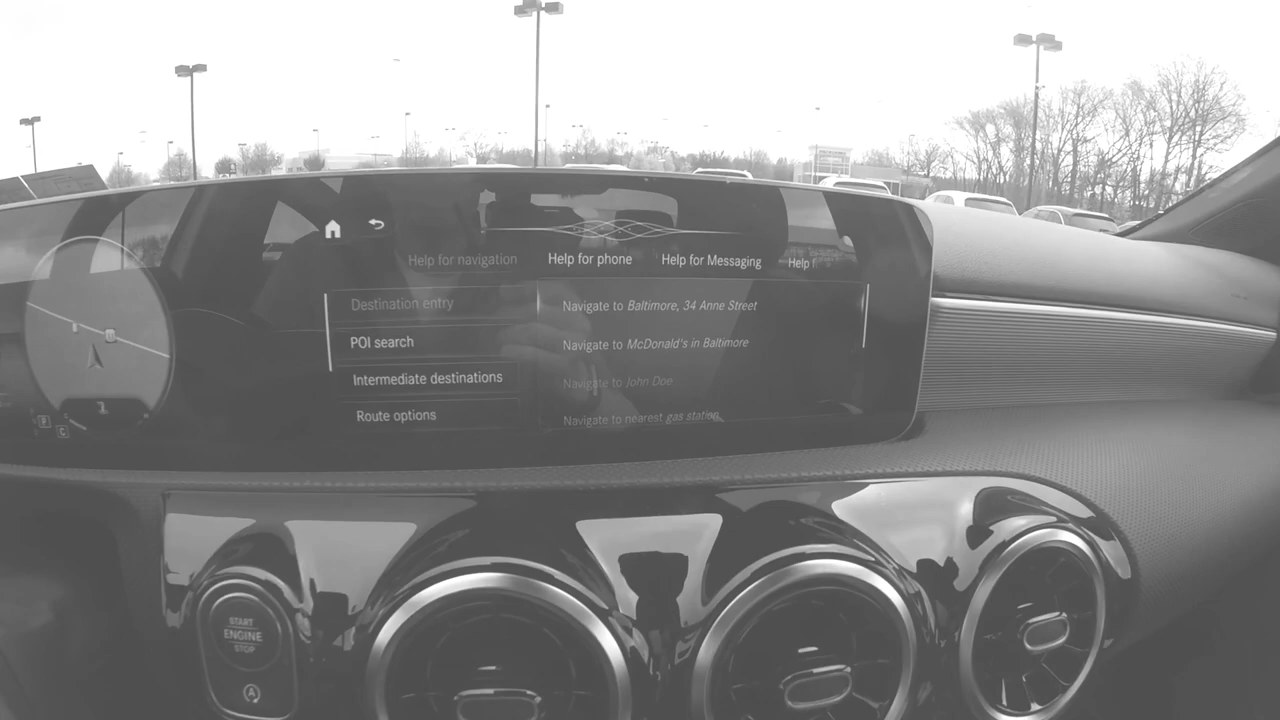 Help for navigation
Help for phone
Help for Messaging
Help f
Destination entry
POI search
Intermediate destinations
Route options
Navigate to Baltimore, 34 Anne Street
Navigate to McDonald's in Baltimore
Navigate to John Doe
Navigate to nearest gas station
P
C
START
ENGINE
STOP
A